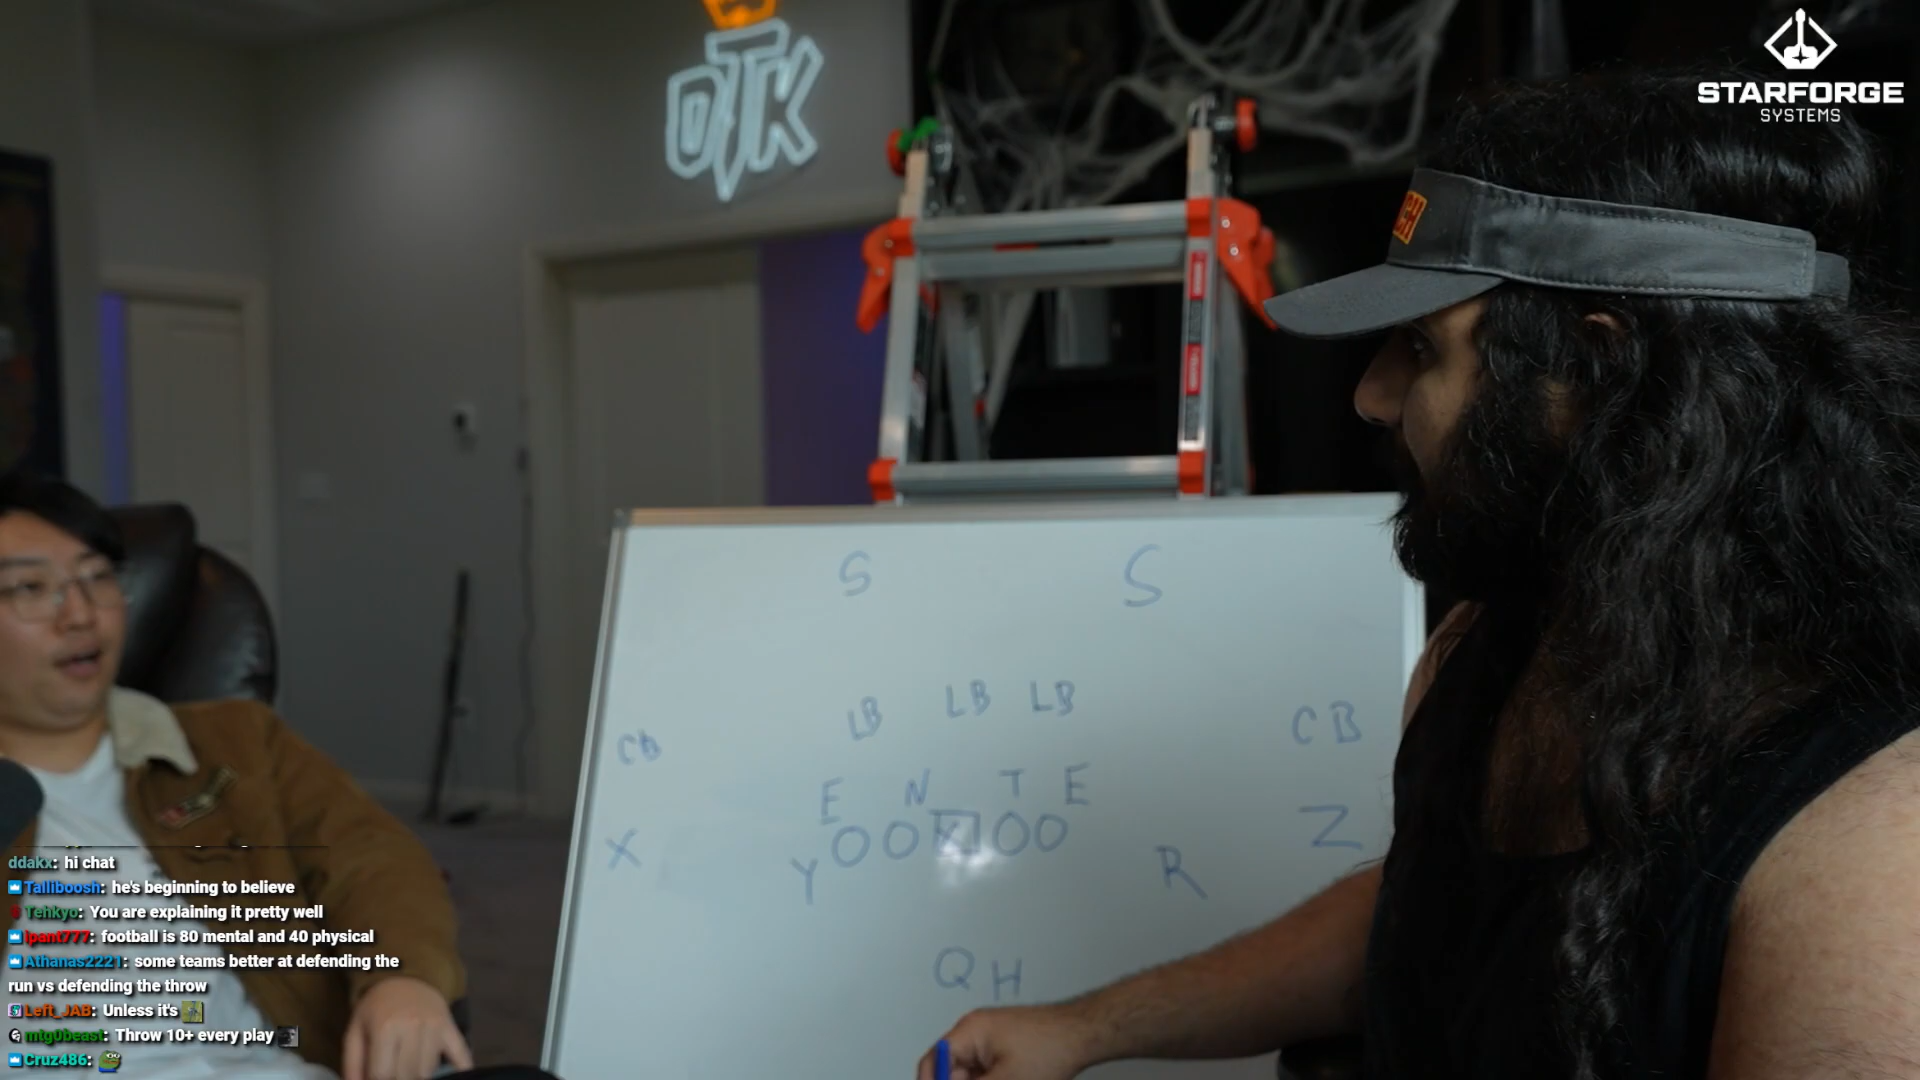 OTK
STARFORGE
SYSTEMS
S S
LB LB LB
CB CB
E N T E
X Y O O X O O R Z
Q H
ddakx: hi chat
Talliboosh: he's beginning to believe
Tehkyo: You are explaining it pretty well
lpant777: football is 80 mental and 40 physical
Athanas2221: some teams better at defending the
run vs defending the throw
Left_JAB: Unless it's
mtg0beast: Throw 10+ every play
Cruz486: